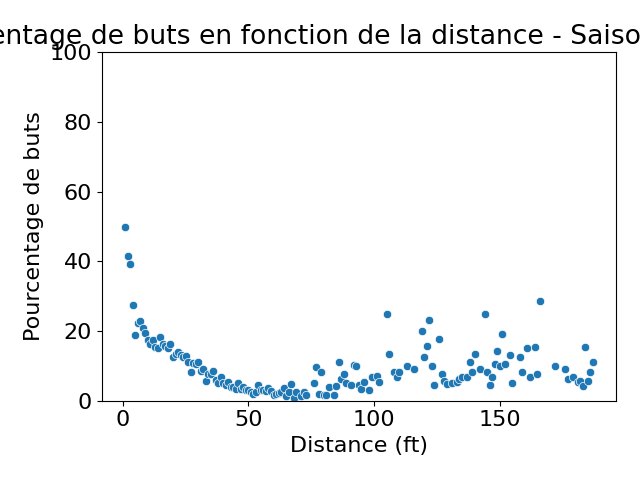 entage de buts en fonction de la distance - Saiso
100
80
60
40
20
0
Pourcentage de buts
0 50 100 150
Distance (ft)